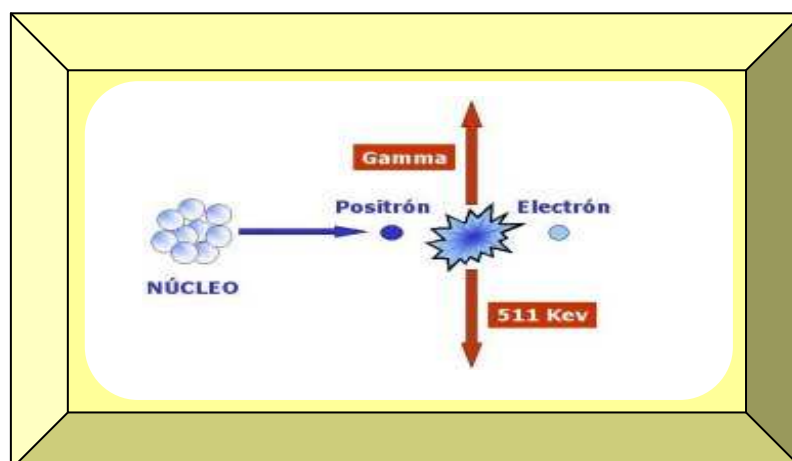 Gamma
Positrón
Electrón
NÚCLEO
511 Kev